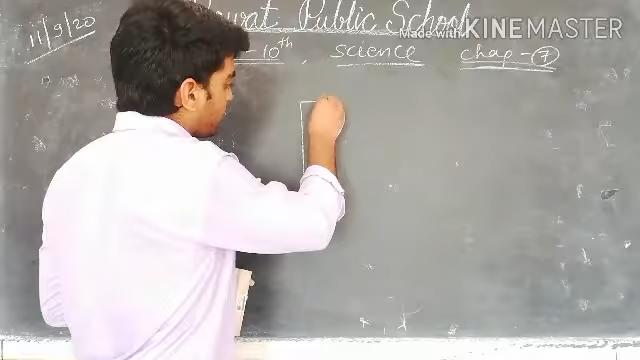 11/9/20
Public School
Made with KINEMASTER
- 10th, science chap - 7